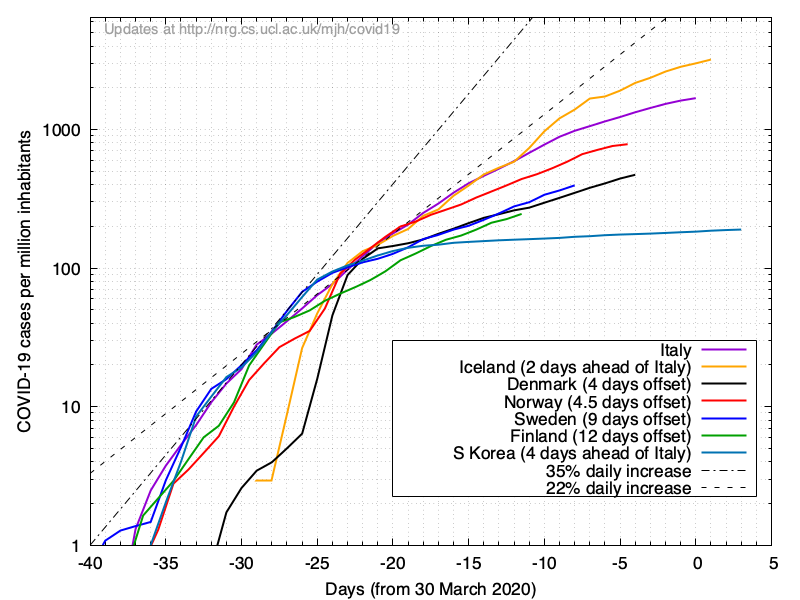 Updates at http://nrg.cs.ucl.ac.uk/mjh/covid19
COVID-19 cases per million inhabitants
1000
100
10
1
Italy
Iceland (2 days ahead of Italy)
Denmark (4 days offset)
Norway (4.5 days offset)
Sweden (9 days offset)
Finland (12 days offset)
S Korea (4 days ahead of Italy)
35% daily increase
22% daily increase
-40 -35 -30 -25 -20 -15 -10 -5 0 5
Days (from 30 March 2020)